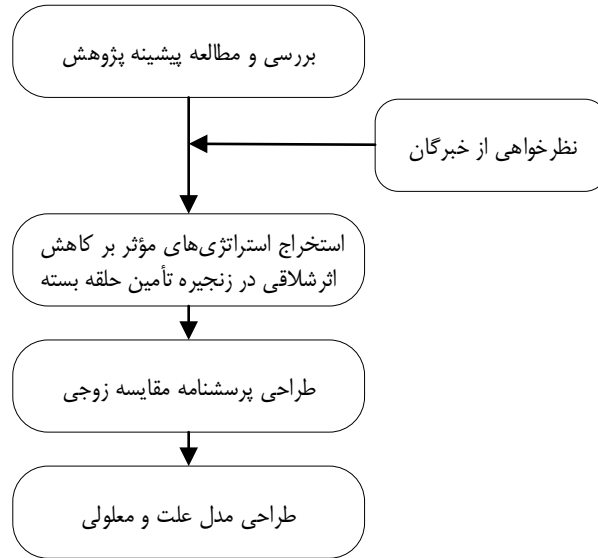 بررسی و مطالعه پیشینه پژوهش
نظرخواهی از خبرگان
استخراج استراتژی‌های مؤثر بر کاهش
اثرشلاقی در زنجیره تأمین حلقه بسته
طراحی پرسشنامه مقایسه زوجی
طراحی مدل علت و معلولی